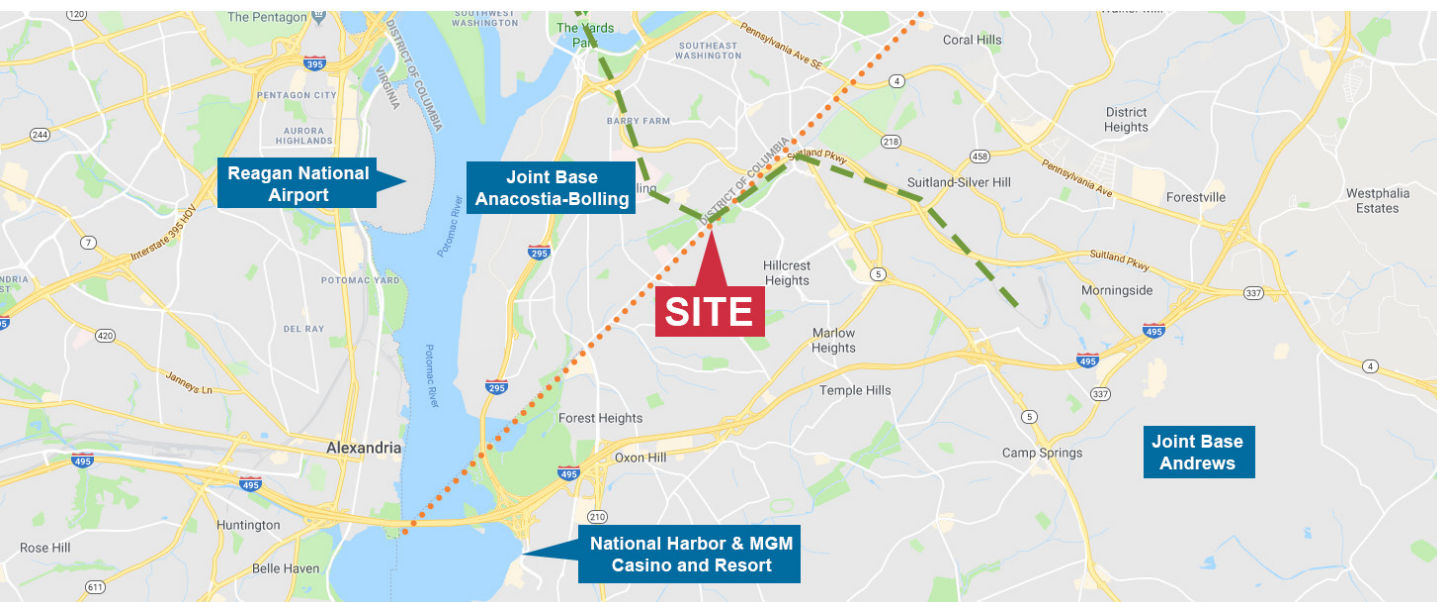 120
The Pentagon
SOUTHWEST
WASHINGTON
The Yards
Park
Coral Hills
SOUTHEAST
WASHINGTON
Pennsylvania Ave SE
DISTRICT OF COLUMBIA
VIRGINIA
395
4
PENTAGON CITY
District
Heights
BARRY FARM
244
AURORA
HIGHLANDS
218
DISTRICT OF COLUMBIA
Suitland Pkwy
458
Pennsylvania Ave
Reagan National
Airport
Joint Base
Anacostia-Bolling
Suitland-Silver Hill
Forestville
Westphalia
Estates
Potomac River
7
Interstate 395 HOV
295
Suitland Pkwy
Hillcrest
Heights
5
POTOMAC YARD
Morningside
337
SITE
DEL RAY
420
Marlow
Heights
495
495
4
Potomac River
Janneys Ln
295
Temple Hills
337
Forest Heights
5
Alexandria
Joint Base
Andrews
Camp Springs
Oxon Hill
495
495
495
210
Huntington
National Harbor & MGM
Casino and Resort
Rose Hill
Belle Haven
611